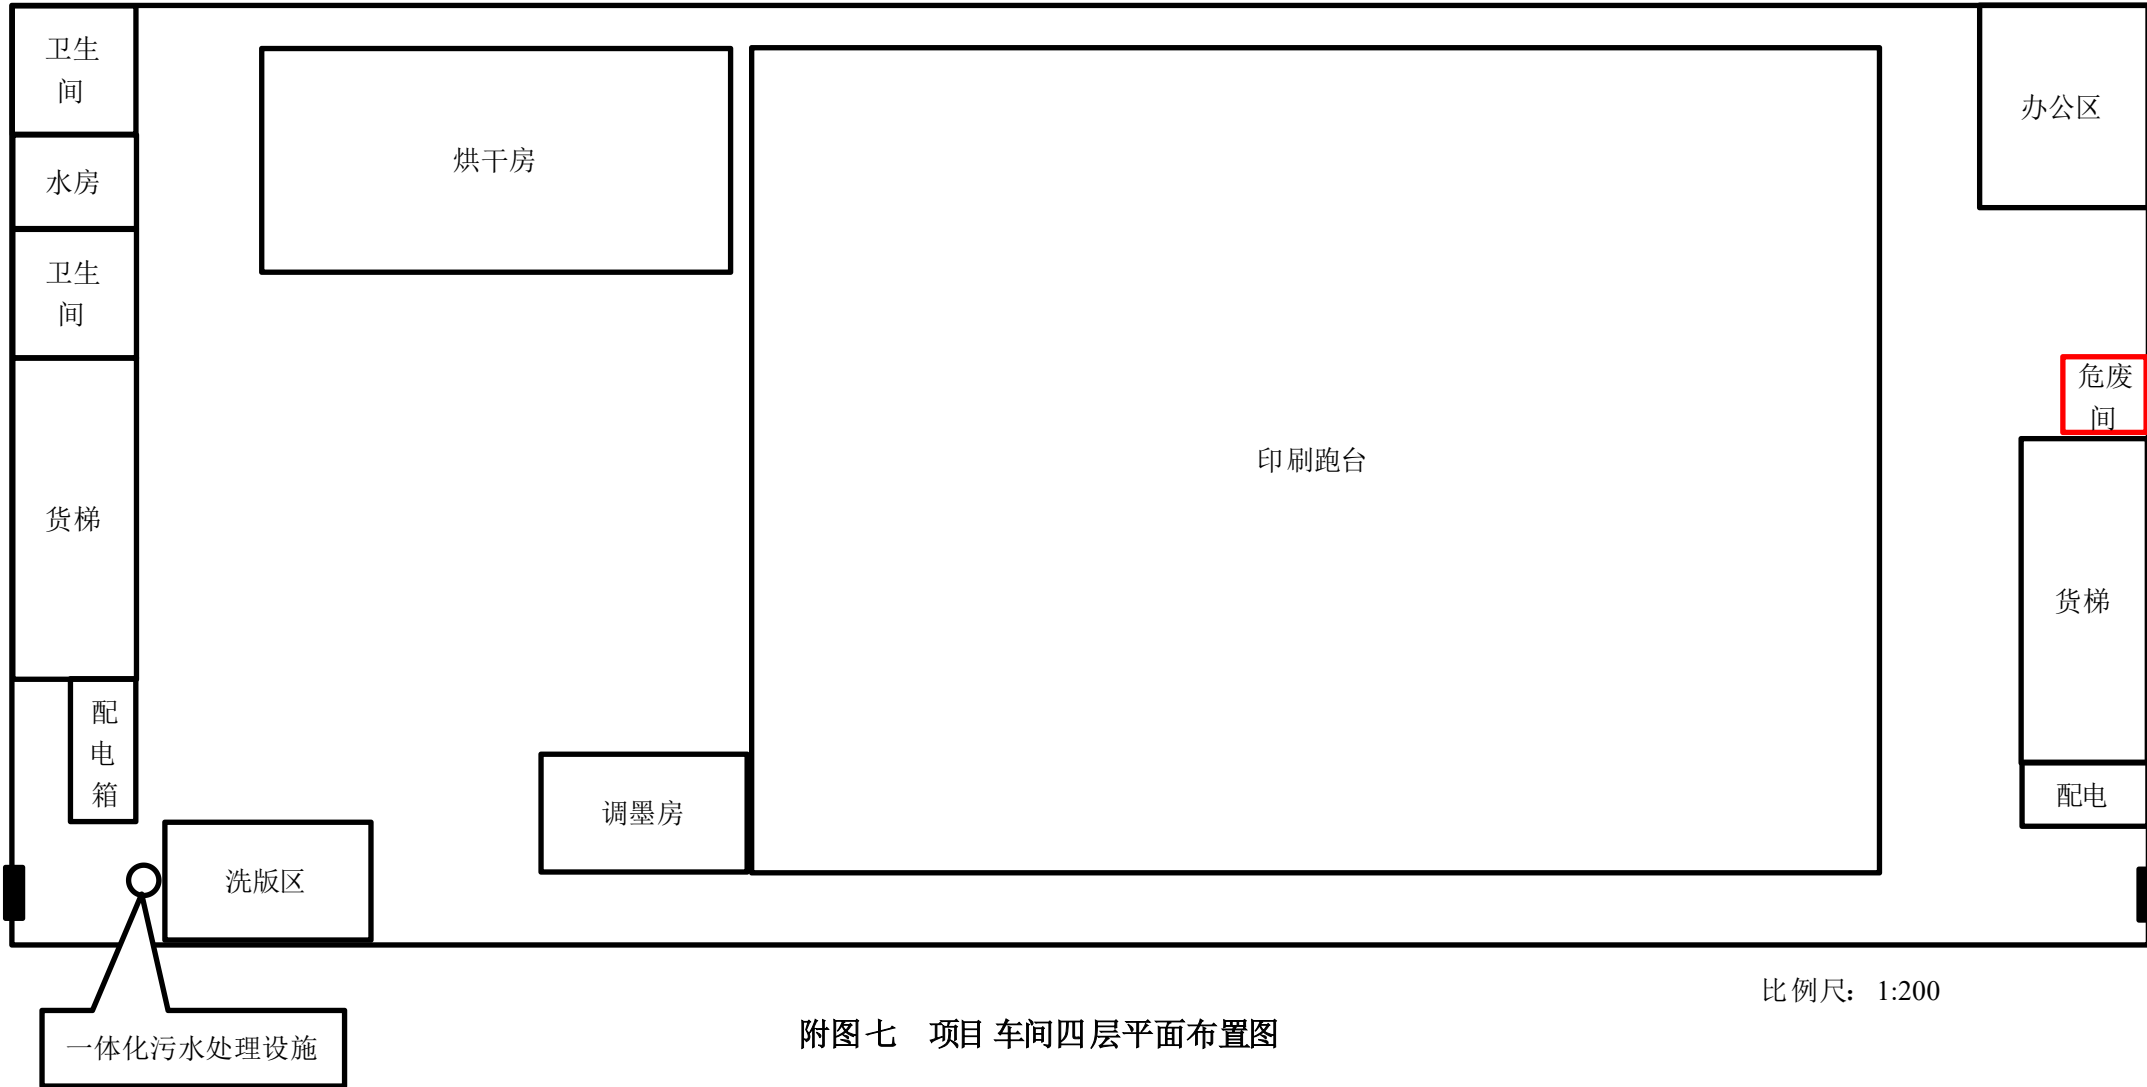 卫生
间
办公区
烘干房
水房
卫生
间
危废
间
印刷跑台
货梯
货梯
配
电
箱
配电
调墨房
洗版区
比例尺：1:200
附图七 项目车间四层平面布置图
一体化污水处理设施